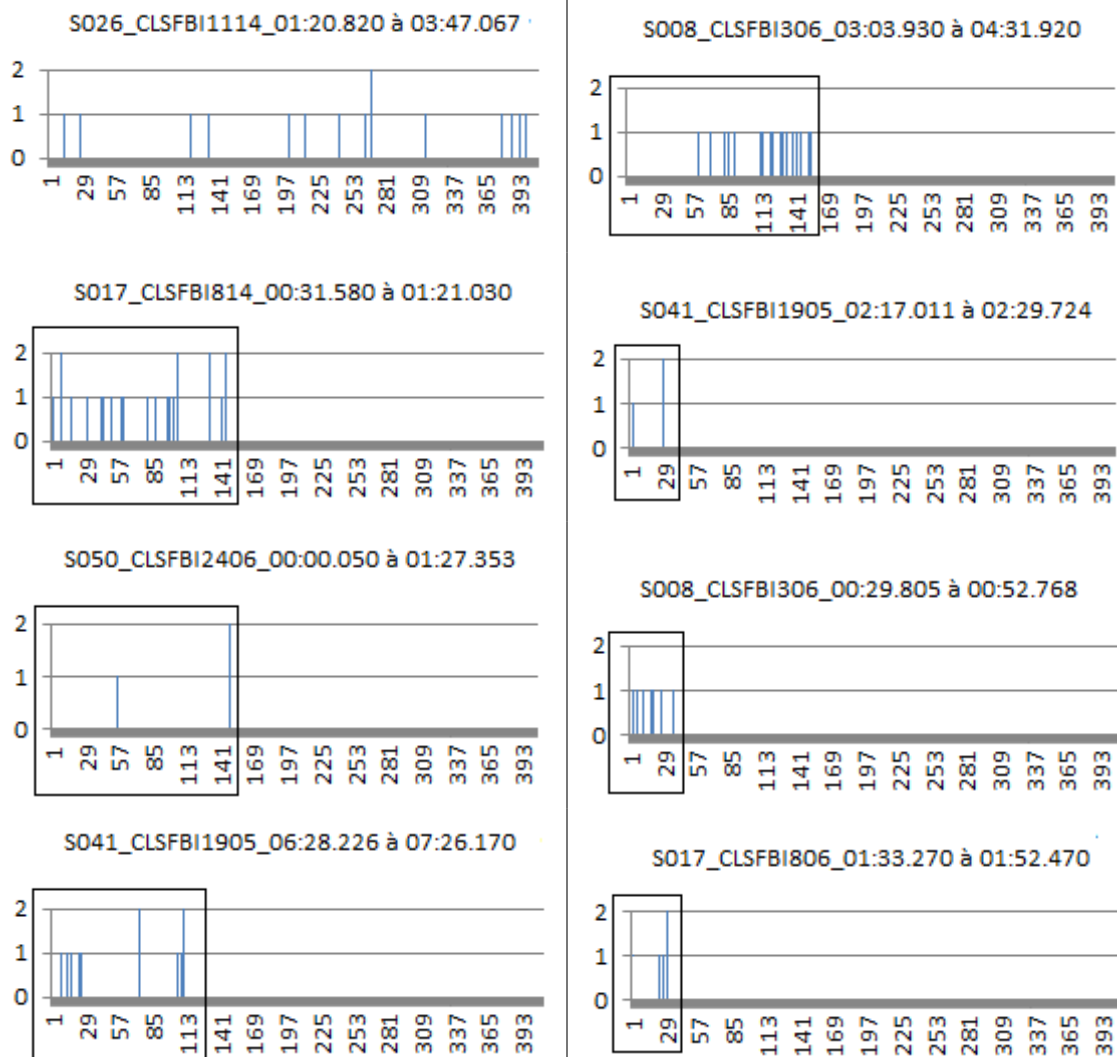 S026_CLSFBI1114_01:20.820 à 03:47.067
2
1
0
1 29 57 85 113 141 169 197 225 253 281 309 337 365 393
S017_CLSFBI814_00:31.580 à 01:21.030
2
1
0
1 29 57 85 113 141 169 197 225 253 281 309 337 365 393
S050_CLSFBI2406_00:00.050 à 01:27.353
2
1
0
1 29 57 85 113 141 169 197 225 253 281 309 337 365 393
S041_CLSFBI1905_06:28.226 à 07:26.170
2
1
0
1 29 57 85 113 141 169 197 225 253 281 309 337 365 393
S008_CLSFBI306_03:03.930 à 04:31.920
2
1
0
1 29 57 85 113 141 169 197 225 253 281 309 337 365 393
S041_CLSFBI1905_02:17.011 à 02:29.724
2
1
0
1 29 57 85 113 141 169 197 225 253 281 309 337 365 393
S008_CLSFBI306_00:29.805 à 00:52.768
2
1
0
1 29 57 85 113 141 169 197 225 253 281 309 337 365 393
S017_CLSFBI806_01:33.270 à 01:52.470
2
1
0
1 29 57 85 113 141 169 197 225 253 281 309 337 365 393